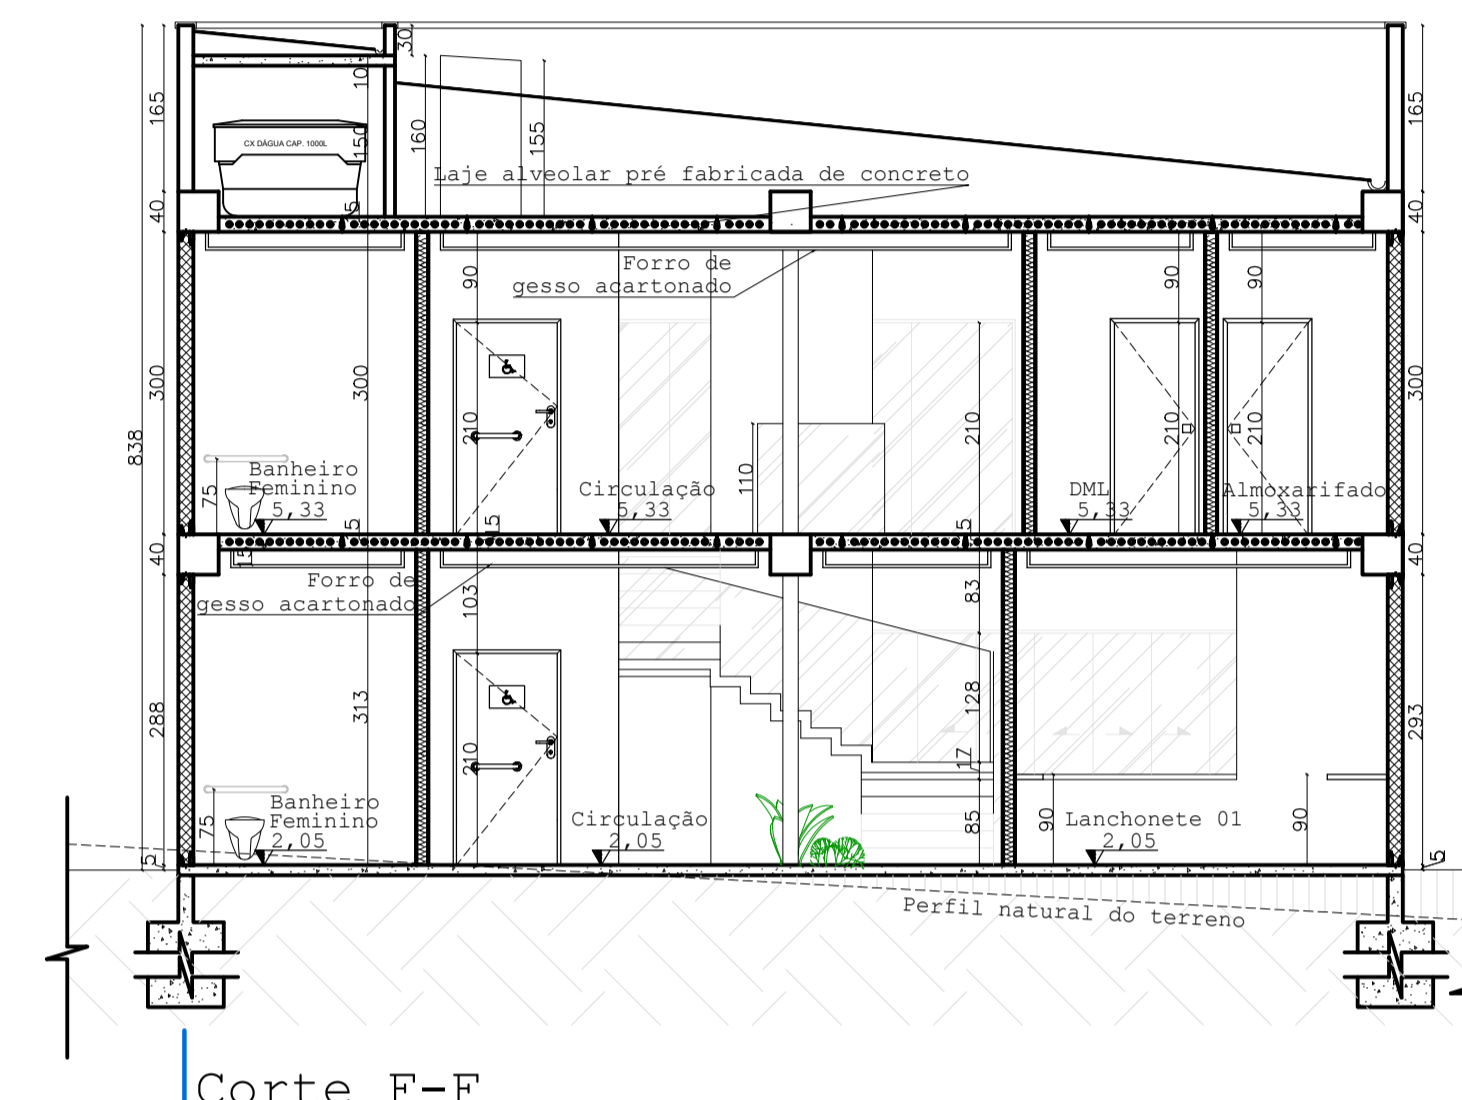 30
10
165
CX DÁGUA CAP. 1000L
150
160
155
165
Laje alveolar pré fabricada de concreto
40
15
40
Forro de
gesso acartonado
90
90
90
300
300
838
210
210
210
210
300
110
75
Banheiro
Feminino
5,33
Circulação
5,33
DML
5,33
Almoxarifado
5,33
15
15
15
40
15
40
Forro de
gesso acartonado
103
83
313
288
128
293
210
17
75
Banheiro
Feminino
2,05
Circulação
2,05
85
90
Lanchonete 01
2,05
90
5
5
Perfil natural do terreno
Corte F-F